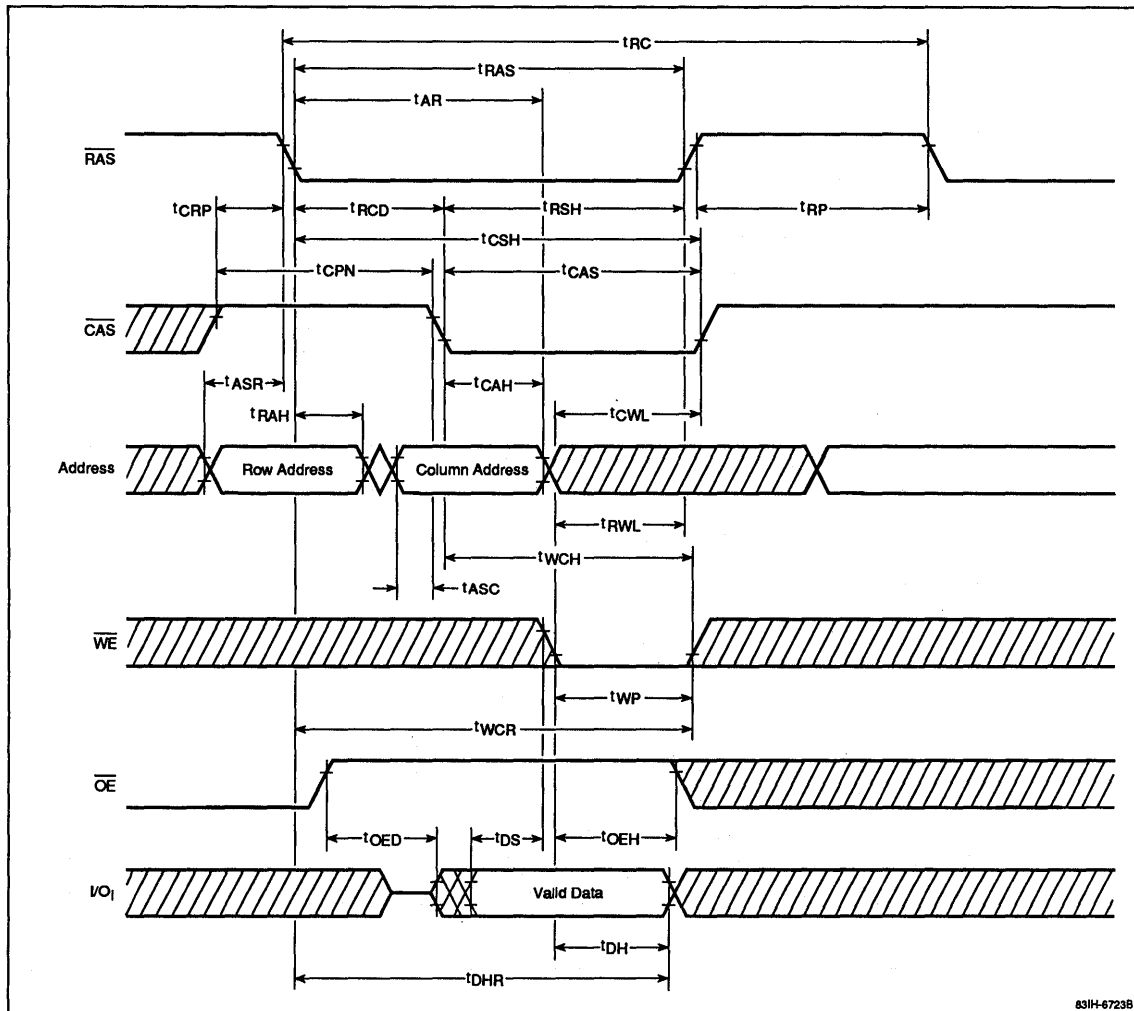 tRC
tRAS
tAR
RAS
tCRP
tRCD
tRSH
tRP
tCSH
tCPN
tCAS
CAS
tASR
tCAH
tRAH
tCWL
Address
Row Address
Column Address
tRWL
tWCH
tASC
WE
tWP
tWCR
OE
tOED
tDS
tOEH
I/OI
Valid Data
tDH
tDHR
83IH-6723B